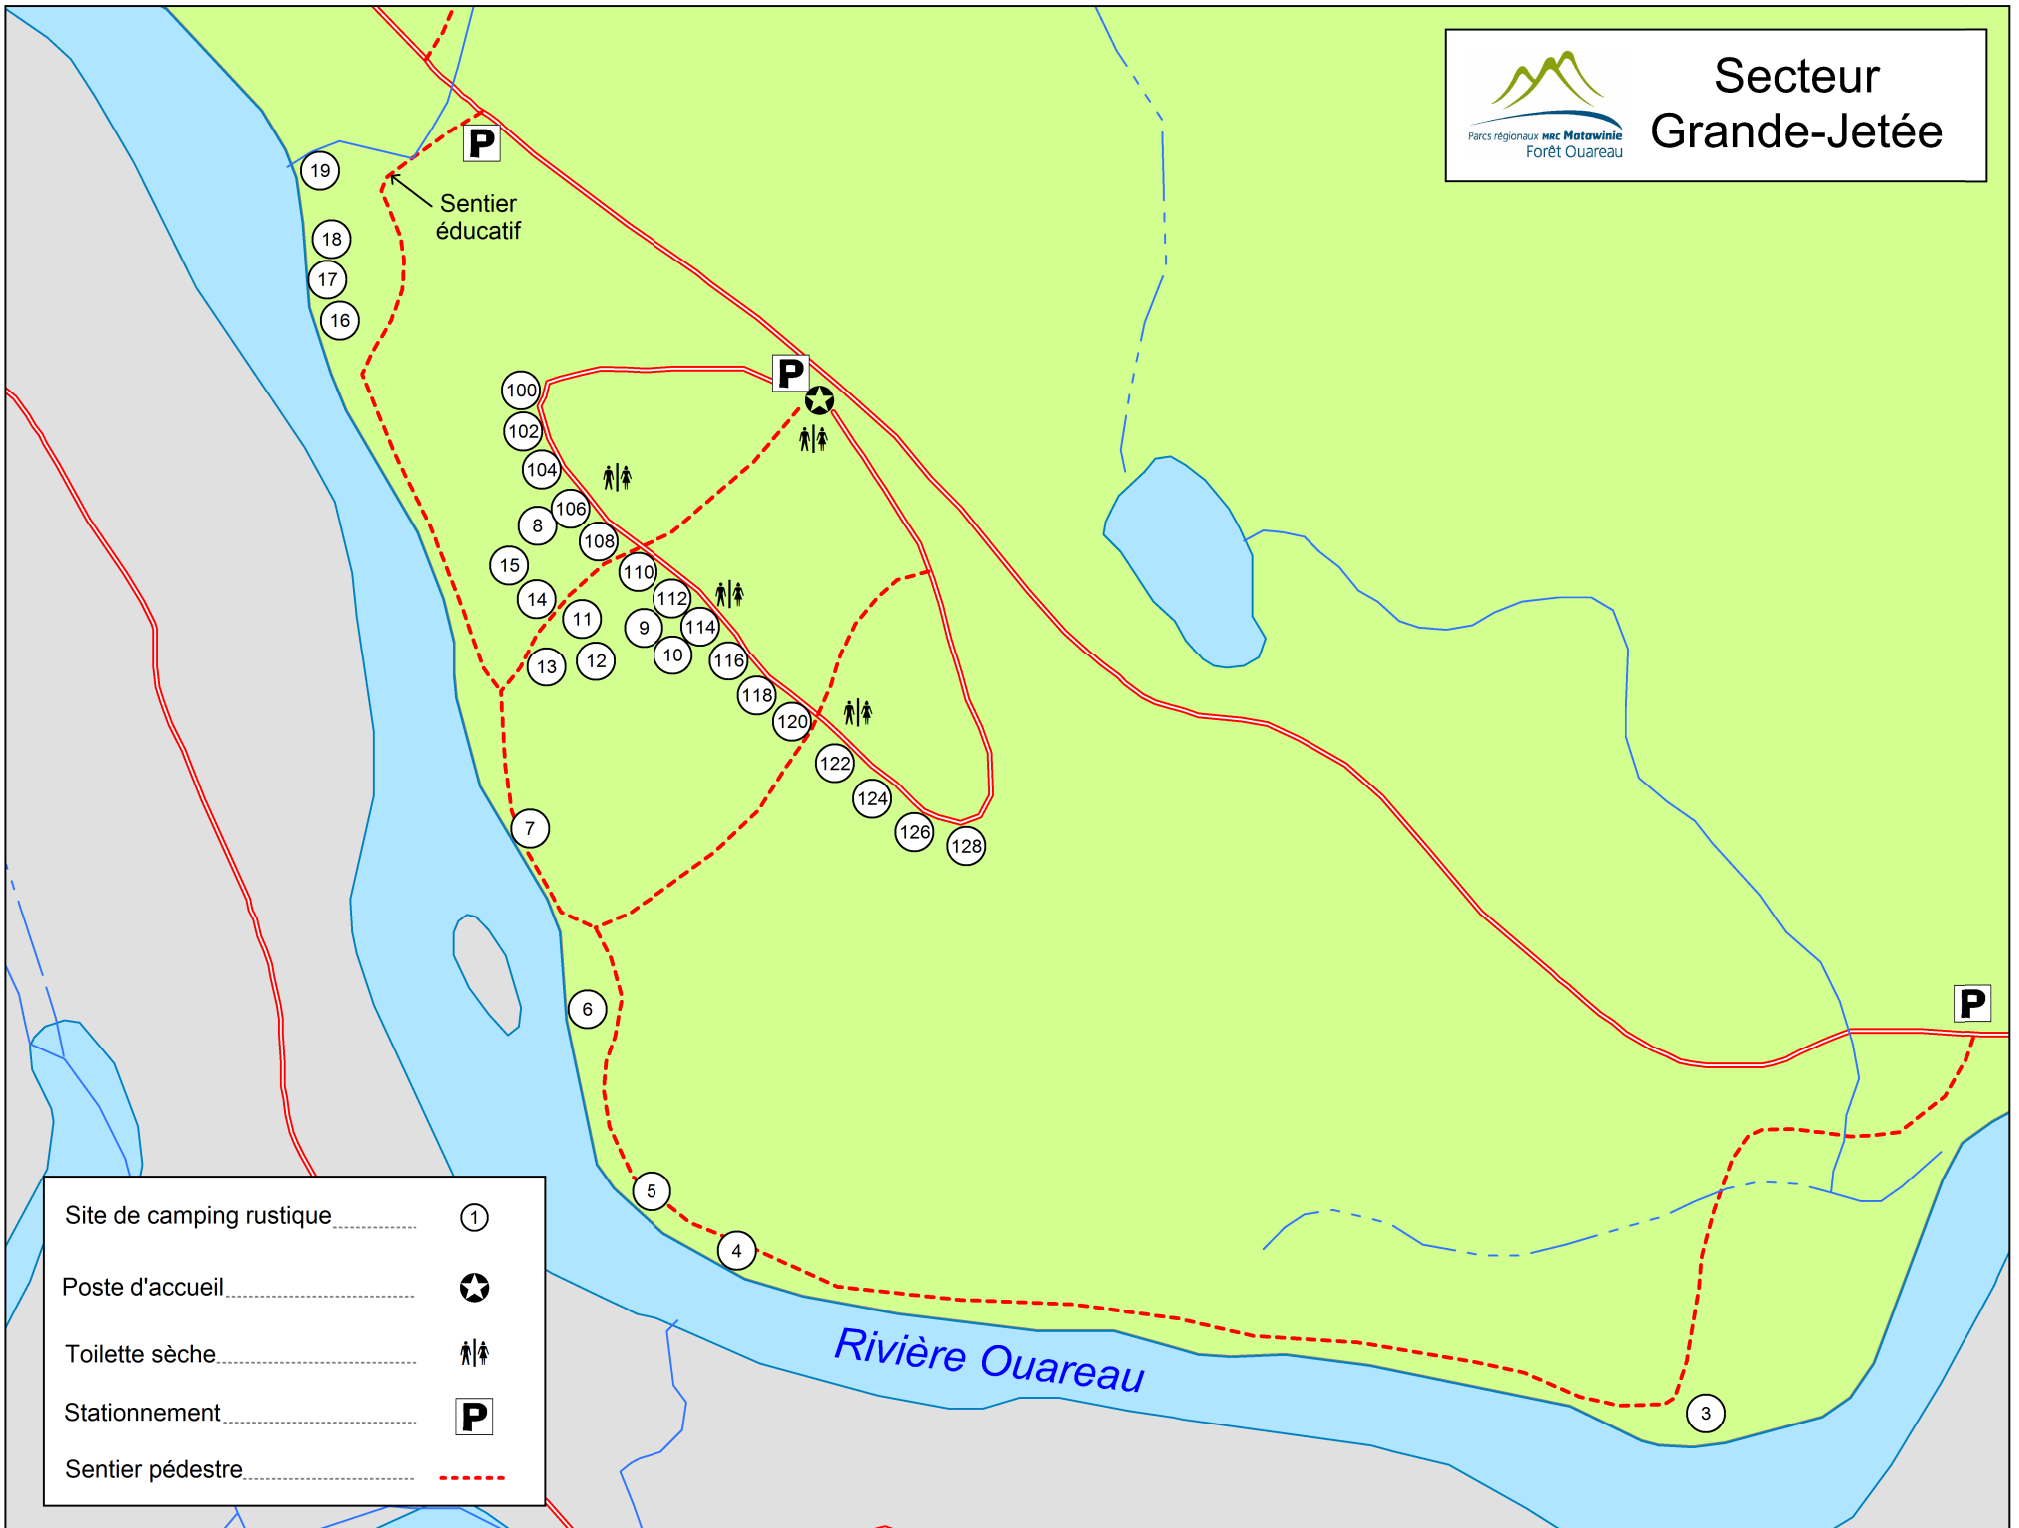 Secteur
Grande-Jetée
Parcs régionaux MRC Matawinie
Forêt Ouareau
P
19
Sentier
éducatif
18
17
16
P
100
102
104
106
8
108
15
110
14
112
11
9
114
10
116
12
13
118
120
122
124
7
126
128
6
P
5
4
Rivière Ouareau
3
Site de camping rustique
1
Poste d'accueil
Toilette sèche
Stationnement
P
Sentier pédestre